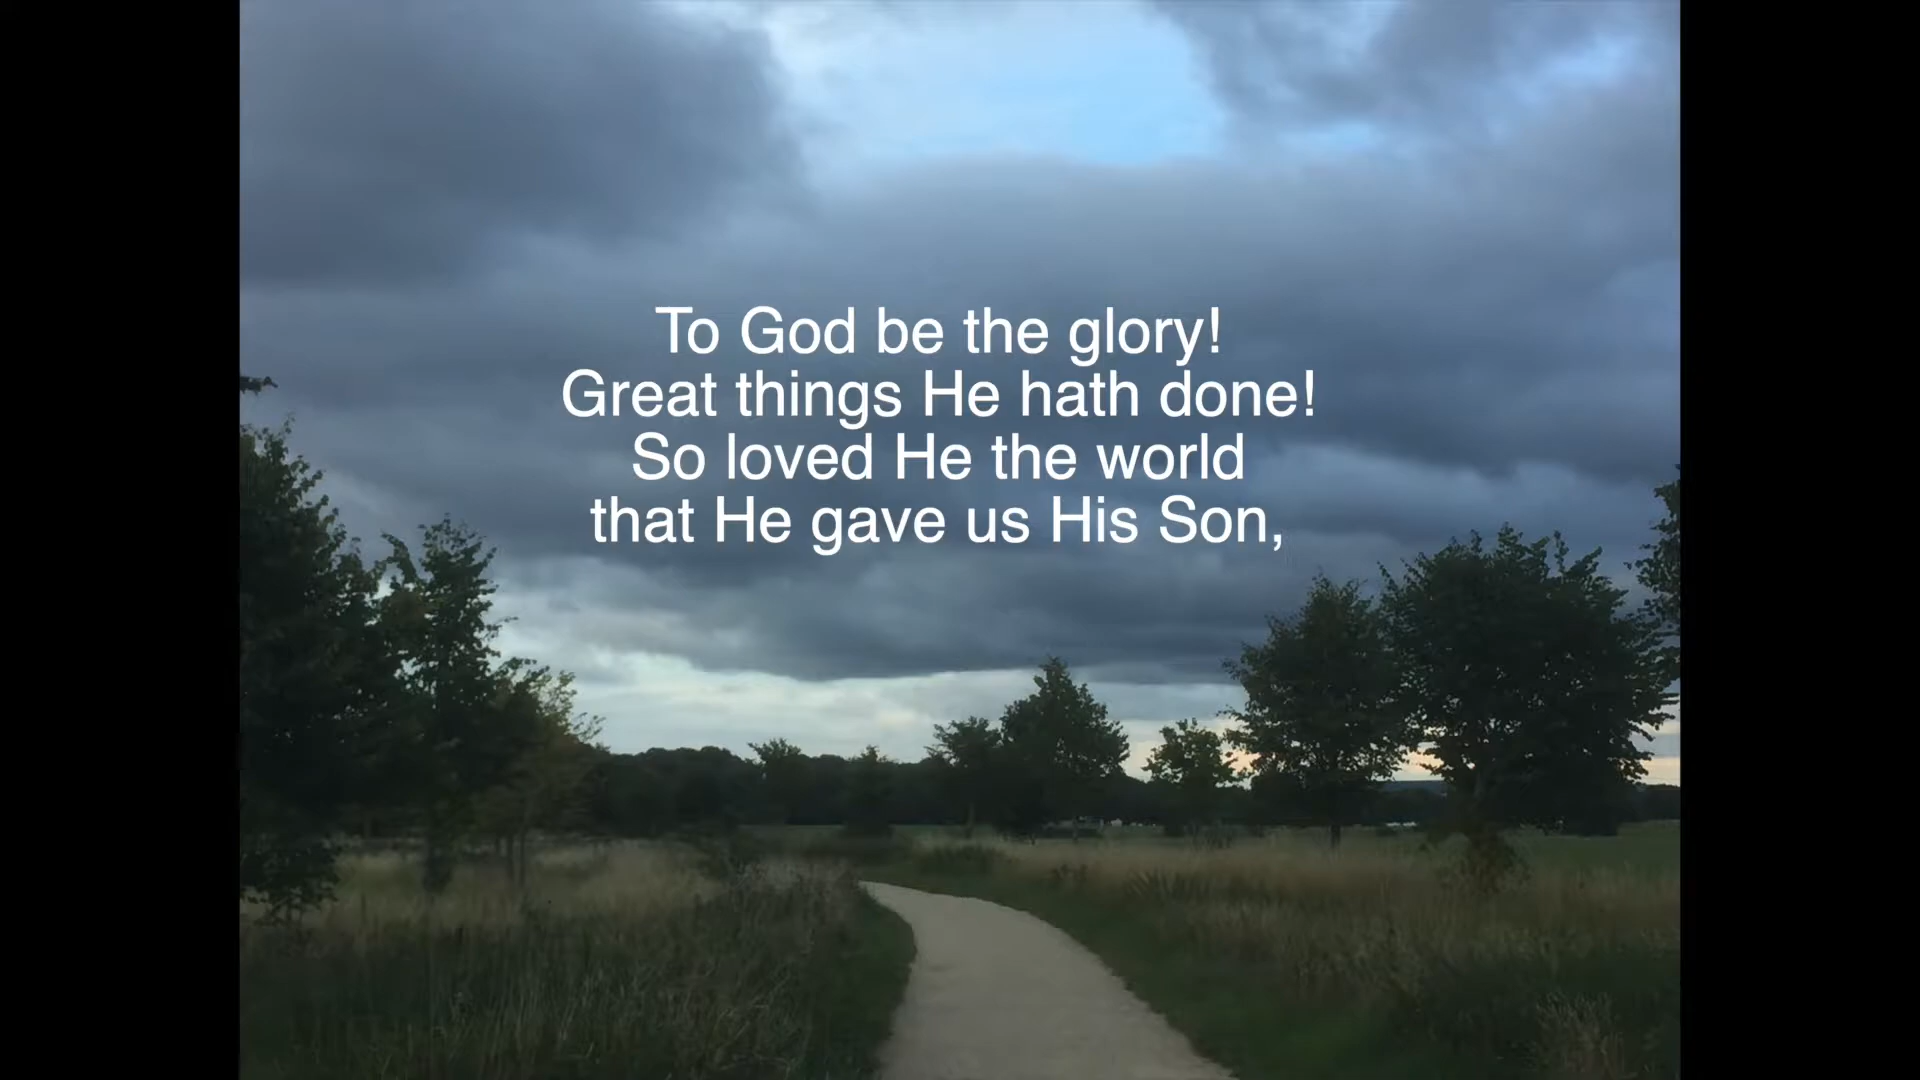 To God be the glory!
Great things He hath done!
So loved He the world
that He gave us His Son,